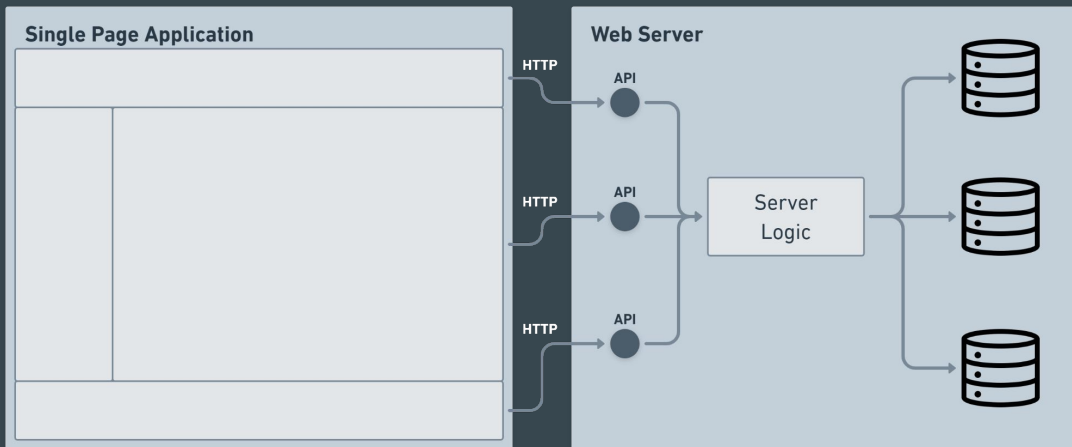 Single Page Application
Web Server
HTTP
API
HTTP
API
Server
Logic
HTTP
API